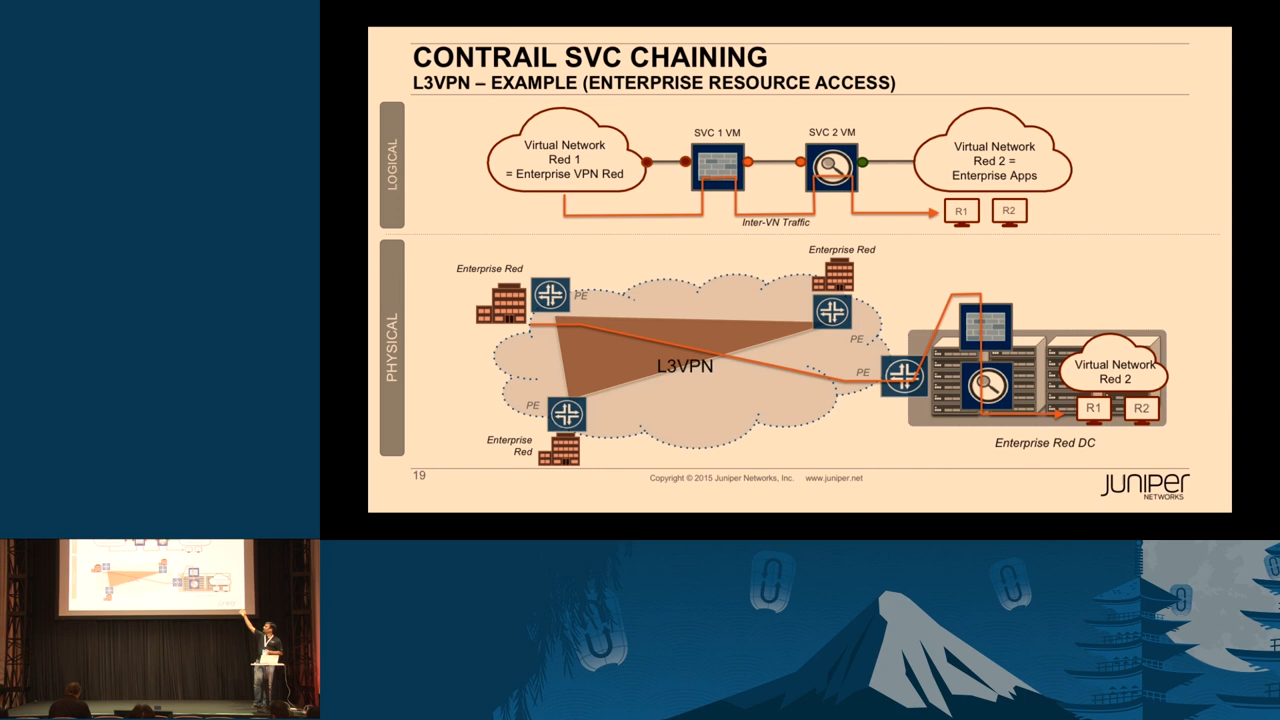 CONTRAIL SVC CHAINING
L3VPN – EXAMPLE (ENTERPRISE RESOURCE ACCESS)
LOGICAL
Virtual Network
Red 1
= Enterprise VPN Red
SVC 1 VM
SVC 2 VM
Virtual Network
Red 2 =
Enterprise Apps
R1
R2
Inter-VN Traffic
PHYSICAL
Enterprise Red
PE
Enterprise Red
PE
L3VPN
PE
PE
Enterprise
Red
Virtual Network
Red 2
R1
R2
Enterprise Red DC
19
Copyright © 2015 Juniper Networks, Inc. www.juniper.net
JUNIPER
NETWORKS